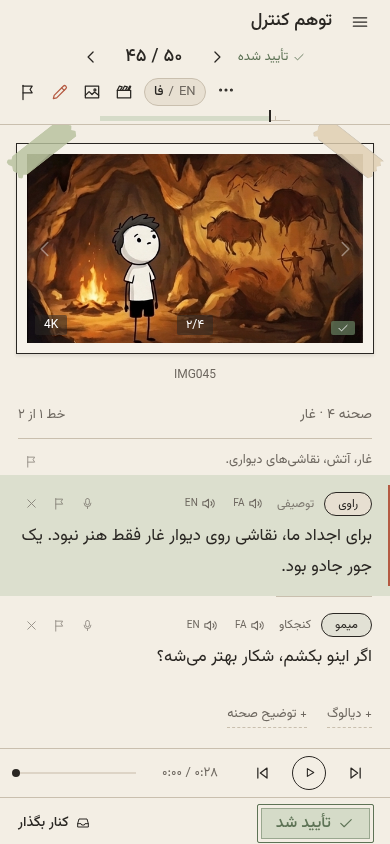 توهم کنترل
تأیید شده
۴۵ / ۵۰
فا / EN
4K
۲/۴
IMG045
صحنه ۴ · غار
خط ۱ از ۲
غار، آتش، نقاشی‌های دیواری.
راوی
توصیفی
FA
EN
برای اجداد ما، نقاشی روی دیوار غار فقط هنر نبود. یک
جور جادو بود.
میمو
کنجکاو
FA
EN
اگر اینو بکشم، شکار بهتر می‌شه؟
+ دیالوگ
+ توضیح صحنه
۰:۰۰ / ۰:۲۸
تأیید شد
کنار بگذار